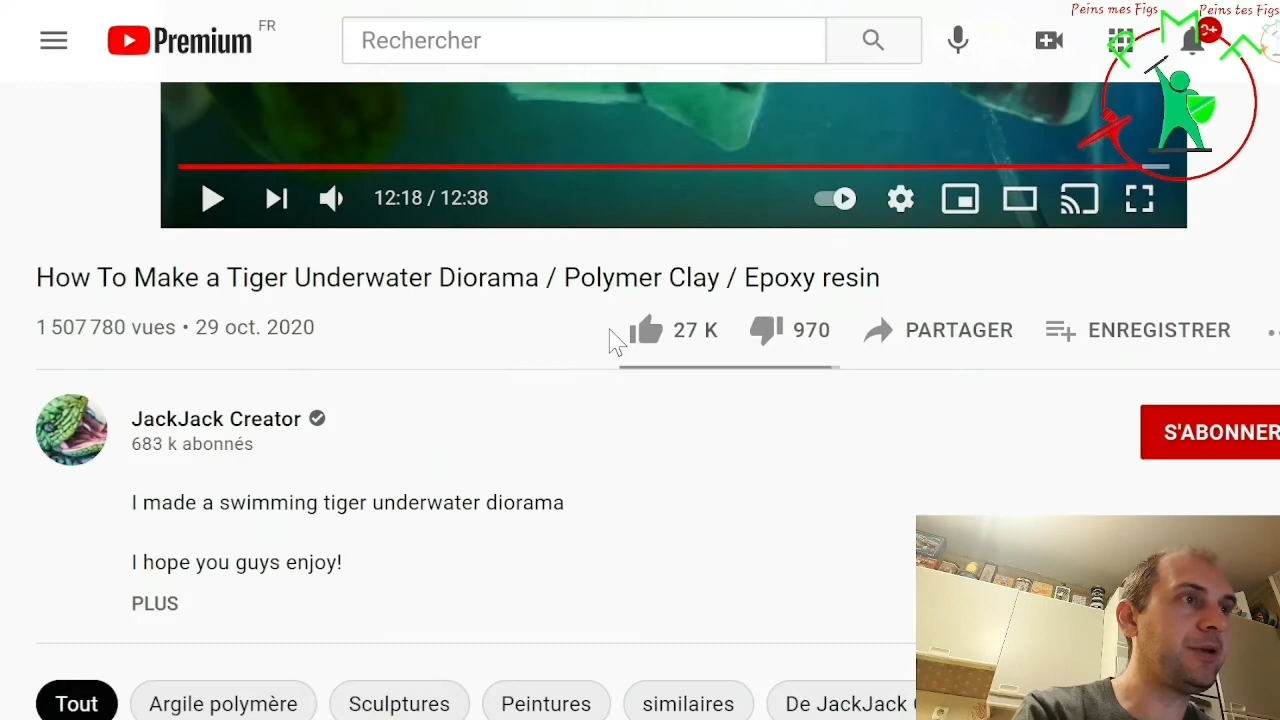 Peins mes Figs
Peins tes Figs
PMF
Premium
FR
Rechercher
9+
12:18 / 12:38
How To Make a Tiger Underwater Diorama / Polymer Clay / Epoxy resin
1 507 780 vues • 29 oct. 2020
27 K
970
PARTAGER
ENREGISTRER
JackJack Creator
683 k abonnés
S'ABONNER
I made a swimming tiger underwater diorama
I hope you guys enjoy!
PLUS
Tout
Argile polymère
Sculptures
Peintures
similaires
De JackJack